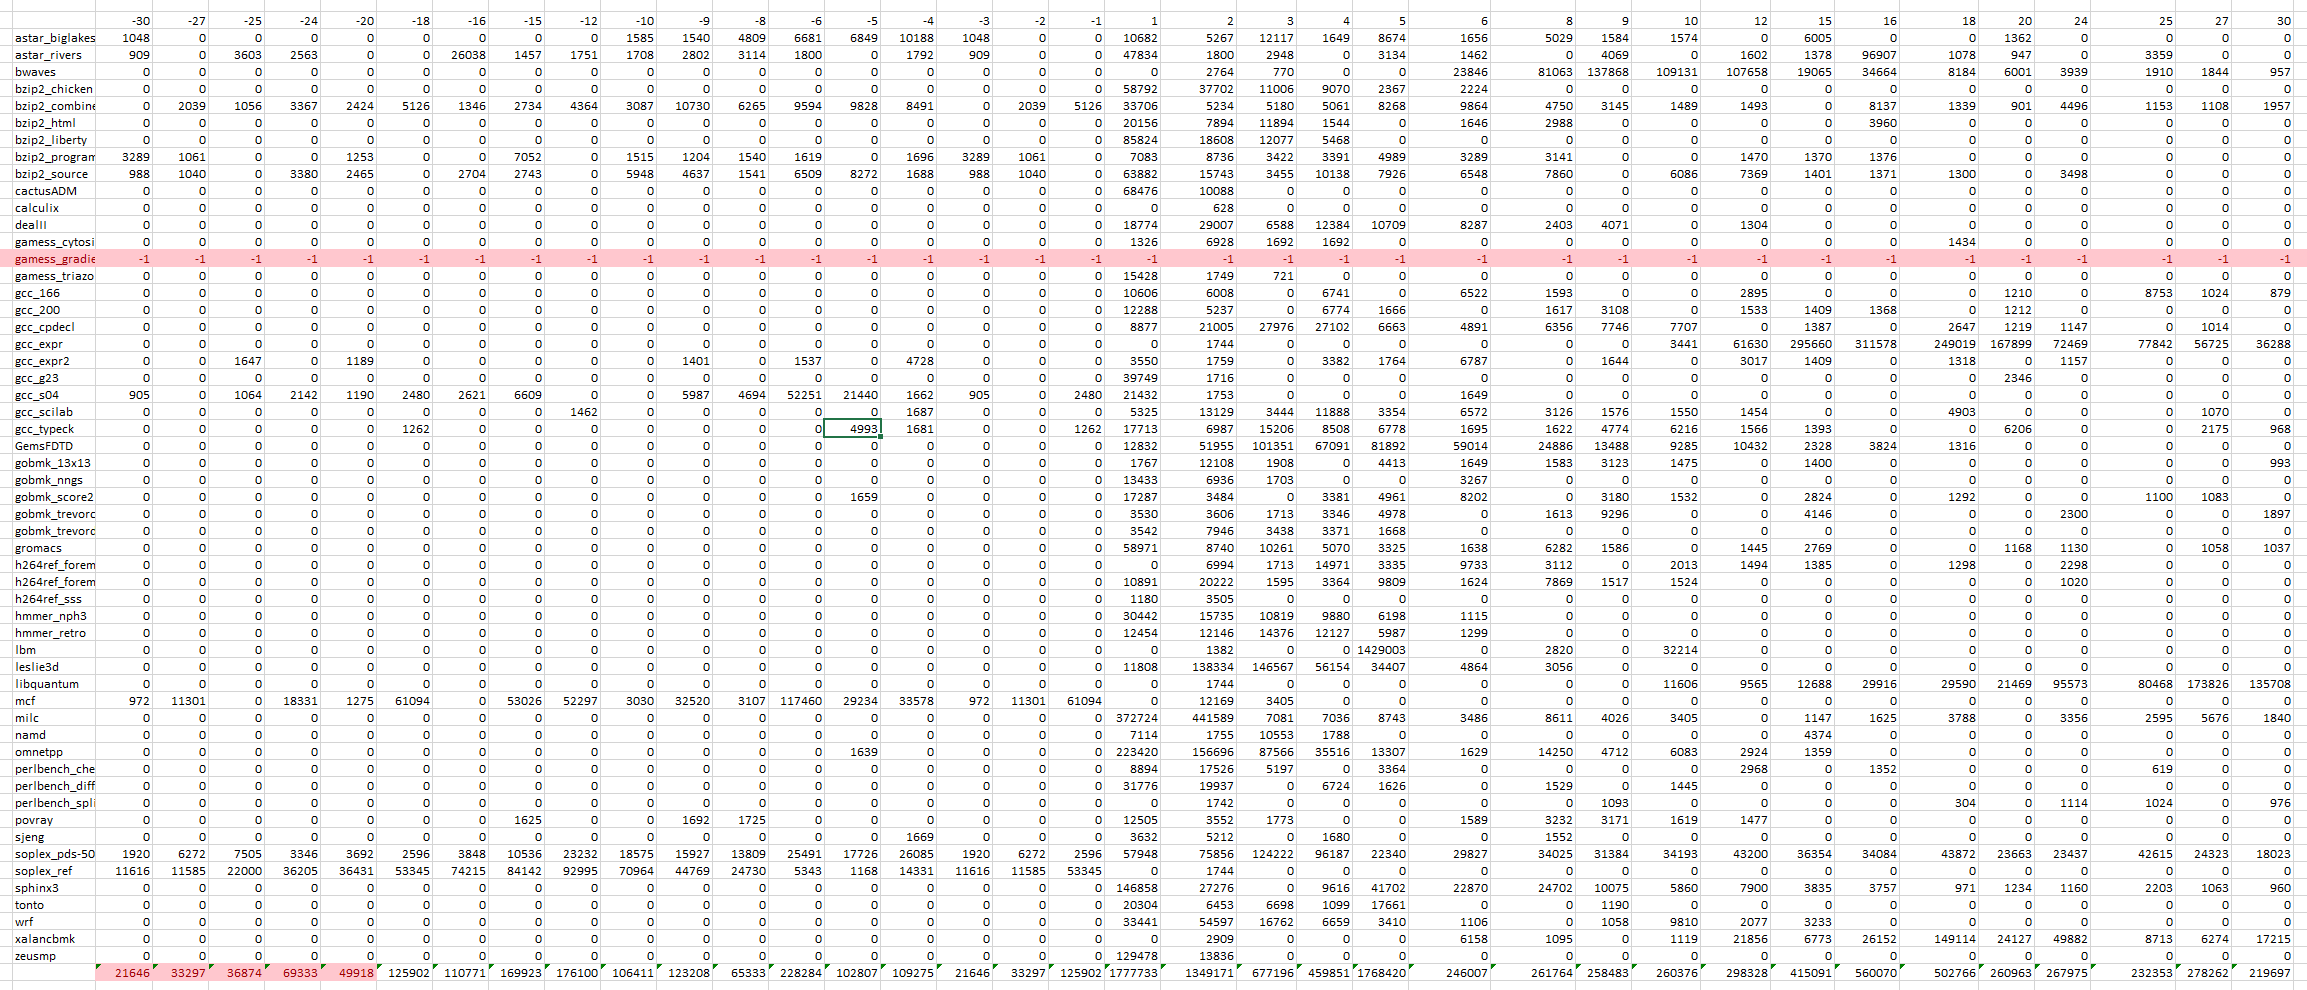 -30 -27 -25 -24 -20 -18 -16 -15 -12 -10 -9 -8 -6 -5 -4 -3 -2 -1 1 2 3 4 5 6 8 9 10 12 15 16 18 20 24 25 27 30
astar_biglakes 1048 0 0 0 0 0 0 0 0 1585 1540 4809 6681 6849 10188 1048 0 0 10682 5267 12117 1649 8674 1656 5029 1584 1574 0 6005 0 0 1362 0 0 0 0
astar_rivers 909 0 3603 2563 0 0 26038 1457 1751 1708 2802 3114 1800 0 1792 909 0 0 47834 1800 2948 0 3134 1462 0 4069 0 1602 1378 96907 1078 947 0 3359 0 0
bwaves 0 0 0 0 0 0 0 0 0 0 0 0 0 0 0 0 0 0 0 2764 770 0 0 23846 81063 137868 109131 107658 19065 34664 8184 6001 3939 1910 1844 957
bzip2_chicken 0 0 0 0 0 0 0 0 0 0 0 0 0 0 0 0 0 0 58792 37702 11006 9070 2367 2224 0 0 0 0 0 0 0 0 0 0 0 0
bzip2_combine 0 2039 1056 3367 2424 5126 1346 2734 4364 3087 10730 6265 9594 9828 8491 0 2039 5126 33706 5234 5180 5061 8268 9864 4750 3145 1489 1493 0 8137 1339 901 4496 1153 1108 1957
bzip2_html 0 0 0 0 0 0 0 0 0 0 0 0 0 0 0 0 0 0 20156 7894 11894 1544 0 1646 2988 0 0 0 0 3960 0 0 0 0 0 0
bzip2_liberty 0 0 0 0 0 0 0 0 0 0 0 0 0 0 0 0 0 0 85824 18608 12077 5468 0 0 0 0 0 0 0 0 0 0 0 0 0 0
bzip2_program 3289 1061 0 0 1253 0 0 7052 0 1515 1204 1540 1619 0 1696 3289 1061 0 7083 8736 3422 3391 4989 3289 3141 0 0 1470 1370 1376 0 0 0 0 0 0
bzip2_source 988 1040 0 3380 2465 0 2704 2743 0 5948 4637 1541 6509 8272 1688 988 1040 0 63882 15743 3455 10138 7926 6548 7860 0 6086 7369 1401 1371 1300 0 3498 0 0 0
cactusADM 0 0 0 0 0 0 0 0 0 0 0 0 0 0 0 0 0 0 68476 10088 0 0 0 0 0 0 0 0 0 0 0 0 0 0 0 0
calculix 0 0 0 0 0 0 0 0 0 0 0 0 0 0 0 0 0 0 0 628 0 0 0 0 0 0 0 0 0 0 0 0 0 0 0 0
dealII 0 0 0 0 0 0 0 0 0 0 0 0 0 0 0 0 0 0 18774 29007 6588 12384 10709 8287 2403 4071 0 1304 0 0 0 0 0 0 0 0
gamess_cytosi 0 0 0 0 0 0 0 0 0 0 0 0 0 0 0 0 0 0 1326 6928 1692 1692 0 0 0 0 0 0 0 0 1434 0 0 0 0 0
gamess_gradie -1 -1 -1 -1 -1 -1 -1 -1 -1 -1 -1 -1 -1 -1 -1 -1 -1 -1 -1 -1 -1 -1 -1 -1 -1 -1 -1 -1 -1 -1 -1 -1 -1 -1 -1 -1
gamess_triazo 0 0 0 0 0 0 0 0 0 0 0 0 0 0 0 0 0 0 15428 1749 721 0 0 0 0 0 0 0 0 0 0 0 0 0 0 0
gcc_166 0 0 0 0 0 0 0 0 0 0 0 0 0 0 0 0 0 0 10606 6008 0 6741 0 6522 1593 0 0 2895 0 0 0 1210 0 8753 1024 879
gcc_200 0 0 0 0 0 0 0 0 0 0 0 0 0 0 0 0 0 0 12288 5237 0 6774 1666 0 1617 3108 0 1533 1409 1368 0 1212 0 0 0 0
gcc_cpdecl 0 0 0 0 0 0 0 0 0 0 0 0 0 0 0 0 0 0 8877 21005 27976 27102 6663 4891 6356 7746 7707 0 1387 0 2647 1219 1147 0 1014 0
gcc_expr 0 0 0 0 0 0 0 0 0 0 0 0 0 0 0 0 0 0 0 1744 0 0 0 0 0 0 3441 61630 295660 311578 249019 167899 72469 77842 56725 36288
gcc_expr2 0 0 1647 0 1189 0 0 0 0 0 1401 0 1537 0 4728 0 0 0 3550 1759 0 3382 1764 6787 0 1644 0 3017 1409 0 1318 0 1157 0 0 0
gcc_g23 0 0 0 0 0 0 0 0 0 0 0 0 0 0 0 0 0 0 39749 1716 0 0 0 0 0 0 0 0 0 0 0 2346 0 0 0 0
gcc_s04 905 0 1064 2142 1190 2480 2621 6609 0 0 5987 4694 52251 21440 1662 905 0 2480 21432 1753 0 0 0 1649 0 0 0 0 0 0 0 0 0 0 0 0
gcc_scilab 0 0 0 0 0 0 0 0 1462 0 0 0 0 0 1687 0 0 0 5325 13129 3444 11888 3354 6572 3126 1576 1550 1454 0 0 4903 0 0 0 1070 0
gcc_typeck 0 0 0 0 0 1262 0 0 0 0 0 0 0 4993 1681 0 0 1262 17713 6987 15206 8508 6778 1695 1622 4774 6216 1566 1393 0 0 6206 0 0 2175 968
GemsFDTD 0 0 0 0 0 0 0 0 0 0 0 0 0 0 0 0 0 0 12832 51955 101351 67091 81892 59014 24886 13488 9285 10432 2328 3824 1316 0 0 0 0 0
gobmk_13x13 0 0 0 0 0 0 0 0 0 0 0 0 0 0 0 0 0 0 1767 12108 1908 0 4413 1649 1583 3123 1475 0 1400 0 0 0 0 0 0 993
gobmk_nngs 0 0 0 0 0 0 0 0 0 0 0 0 0 0 0 0 0 0 13433 6936 1703 0 0 3267 0 0 0 0 0 0 0 0 0 0 0 0
gobmk_score2 0 0 0 0 0 0 0 0 0 0 0 0 0 1659 0 0 0 0 17287 3484 0 3381 4961 8202 0 3180 1532 0 2824 0 1292 0 0 1100 1083 0
gobmk_trevorc 0 0 0 0 0 0 0 0 0 0 0 0 0 0 0 0 0 0 3530 3606 1713 3346 4978 0 1613 9296 0 0 4146 0 0 0 2300 0 0 1897
gobmk_trevorc 0 0 0 0 0 0 0 0 0 0 0 0 0 0 0 0 0 0 3542 7946 3438 3371 1668 0 0 0 0 0 0 0 0 0 0 0 0 0
gromacs 0 0 0 0 0 0 0 0 0 0 0 0 0 0 0 0 0 0 58971 8740 10261 5070 3325 1638 6282 1586 0 1445 2769 0 0 1168 1130 0 1058 1037
h264ref_forem 0 0 0 0 0 0 0 0 0 0 0 0 0 0 0 0 0 0 0 6994 1713 14971 3335 9733 3112 0 2013 1494 1385 0 1298 0 2298 0 0 0
h264ref_forem 0 0 0 0 0 0 0 0 0 0 0 0 0 0 0 0 0 0 10891 20222 1595 3364 9809 1624 7869 1517 1524 0 0 0 0 0 1020 0 0 0
h264ref_sss 0 0 0 0 0 0 0 0 0 0 0 0 0 0 0 0 0 0 1180 3505 0 0 0 0 0 0 0 0 0 0 0 0 0 0 0 0
hmmer_nph3 0 0 0 0 0 0 0 0 0 0 0 0 0 0 0 0 0 0 30442 15735 10819 9880 6198 1115 0 0 0 0 0 0 0 0 0 0 0 0
hmmer_retro 0 0 0 0 0 0 0 0 0 0 0 0 0 0 0 0 0 0 12454 12146 14376 12127 5987 1299 0 0 0 0 0 0 0 0 0 0 0 0
lbm 0 0 0 0 0 0 0 0 0 0 0 0 0 0 0 0 0 0 0 1382 0 0 1429003 0 2820 0 32214 0 0 0 0 0 0 0 0 0
leslie3d 0 0 0 0 0 0 0 0 0 0 0 0 0 0 0 0 0 0 11808 138334 146567 56154 34407 4864 3056 0 0 0 0 0 0 0 0 0 0 0
libquantum 0 0 0 0 0 0 0 0 0 0 0 0 0 0 0 0 0 0 0 1744 0 0 0 0 0 0 11606 9565 12688 29916 29590 21469 95573 80468 173826 135708
mcf 972 11301 0 18331 1275 61094 0 53026 52297 3030 32520 3107 117460 29234 33578 972 11301 61094 0 12169 3405 0 0 0 0 0 0 0 0 0 0 0 0 0 0 0
milc 0 0 0 0 0 0 0 0 0 0 0 0 0 0 0 0 0 0 372724 441589 7081 7036 8743 3486 8611 4026 3405 0 1147 1625 3788 0 3356 2595 5676 1840
namd 0 0 0 0 0 0 0 0 0 0 0 0 0 0 0 0 0 0 7114 1755 10553 1788 0 0 0 0 0 0 4374 0 0 0 0 0 0 0
omnetpp 0 0 0 0 0 0 0 0 0 0 0 0 0 1639 0 0 0 0 223420 156696 87566 35516 13307 1629 14250 4712 6083 2924 1359 0 0 0 0 0 0 0
perlbench_che 0 0 0 0 0 0 0 0 0 0 0 0 0 0 0 0 0 0 8894 17526 5197 0 3364 0 0 0 0 2968 0 1352 0 0 0 619 0 0
perlbench_diff 0 0 0 0 0 0 0 0 0 0 0 0 0 0 0 0 0 0 31776 19937 0 6724 1626 0 1529 0 1445 0 0 0 0 0 0 0 0 0
perlbench_spli 0 0 0 0 0 0 0 0 0 0 0 0 0 0 0 0 0 0 0 1742 0 0 0 0 0 1093 0 0 0 0 304 0 1114 1024 0 976
povray 0 0 0 0 0 0 0 1625 0 0 1692 1725 0 0 0 0 0 0 12505 3552 1773 0 0 1589 3232 3171 1619 1477 0 0 0 0 0 0 0 0
sjeng 0 0 0 0 0 0 0 0 0 0 0 0 0 0 1669 0 0 0 3632 5212 0 1680 0 0 1552 0 0 0 0 0 0 0 0 0 0 0
soplex_pds-50 1920 6272 7505 3346 3692 2596 3848 10536 23232 18575 15927 13809 25491 17726 26085 1920 6272 2596 57948 75856 124222 96187 22340 29827 34025 31384 34193 43200 36354 34084 43872 23663 23437 42615 24323 18023
soplex_ref 11616 11585 22000 36205 36431 53345 74215 84142 92995 70964 44769 24730 5343 1168 14331 11616 11585 53345 0 1744 0 0 0 0 0 0 0 0 0 0 0 0 0 0 0 0
sphinx3 0 0 0 0 0 0 0 0 0 0 0 0 0 0 0 0 0 0 146858 27276 0 9616 41702 22870 24702 10075 5860 7900 3835 3757 971 1234 1160 2203 1063 960
tonto 0 0 0 0 0 0 0 0 0 0 0 0 0 0 0 0 0 0 20304 6453 6698 1099 17661 0 0 1190 0 0 0 0 0 0 0 0 0 0
wrf 0 0 0 0 0 0 0 0 0 0 0 0 0 0 0 0 0 0 33441 54597 16762 6659 3410 1106 0 1058 9810 2077 3233 0 0 0 0 0 0 0
xalancbmk 0 0 0 0 0 0 0 0 0 0 0 0 0 0 0 0 0 0 0 2909 0 0 0 6158 1095 0 1119 21856 6773 26152 149114 24127 49882 8713 6274 17215
zeusmp 0 0 0 0 0 0 0 0 0 0 0 0 0 0 0 0 0 0 129478 13836 0 0 0 0 0 0 0 0 0 0 0 0 0 0 0 0
21646 33297 36874 69333 49918 125902 110771 169923 176100 106411 123208 65333 228284 102807 109275 21646 33297 125902 1777733 1349171 677196 459851 1768420 246007 261764 258483 260376 298328 415091 560070 502766 260963 267975 232353 278262 219697